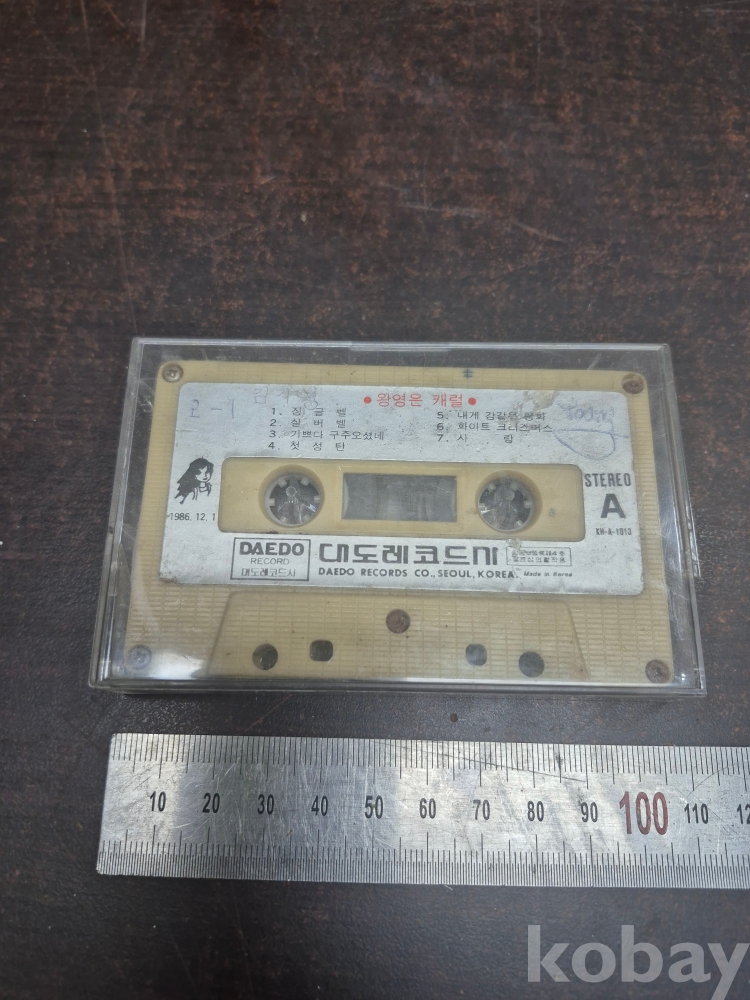 2-1
● 왕영은 캐럴 ●
1. 징 글 벨
2. 실 버 벨
3. 기쁘다 구주오셨네
4. 첫 성 탄
5. 내게 강같은 평화
6. 화이트 크리스머스
7. 사 랑
STEREO
A
1986. 12. 1
KH-A-1013
DAEDO
RECORD
대도레코드사
대도레코드사
DAEDO RECORDS CO., SEOUL, KOREA.
Made in Korea
10 20 30 40 50 60 70 80 90 100 110 12
kobay